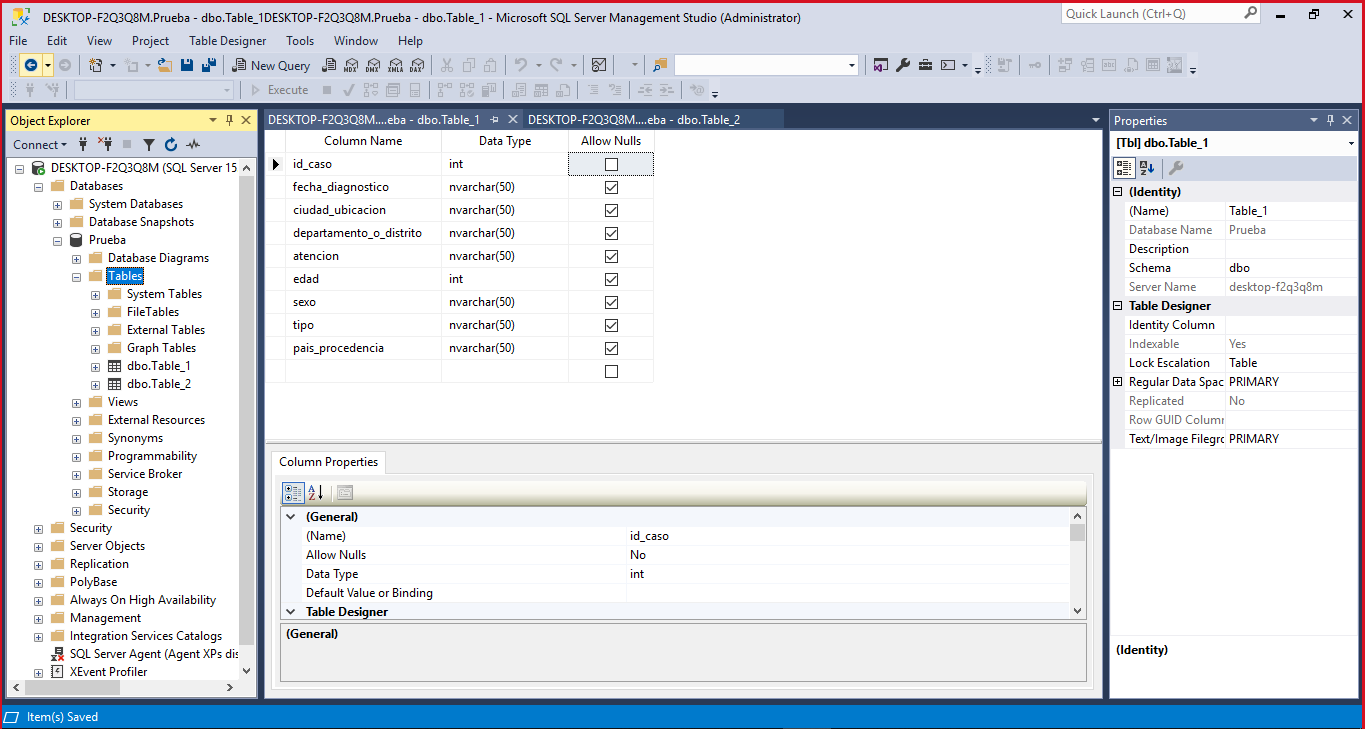 DESKTOP-F2Q3Q8M.Prueba - dbo.Table_1DESKTOP-F2Q3Q8M.Prueba - dbo.Table_1 - Microsoft SQL Server Management Studio (Administrator)
Quick Launch (Ctrl+Q)
File Edit View Project Table Designer Tools Window Help
New Query
MDX DMX XMLA DAX
Execute
Object Explorer
Connect
DESKTOP-F2Q3Q8M (SQL Server 15
Databases
System Databases
Database Snapshots
Prueba
Database Diagrams
Tables
System Tables
FileTables
External Tables
Graph Tables
dbo.Table_1
dbo.Table_2
Views
External Resources
Synonyms
Programmability
Service Broker
Storage
Security
Security
Server Objects
Replication
PolyBase
Always On High Availability
Management
Integration Services Catalogs
SQL Server Agent (Agent XPs dis
XEvent Profiler
DESKTOP-F2Q3Q8M....eba - dbo.Table_1
DESKTOP-F2Q3Q8M....eba - dbo.Table_2
Column Name Data Type Allow Nulls
id_caso int
fecha_diagnostico nvarchar(50)
ciudad_ubicacion nvarchar(50)
departamento_o_distrito nvarchar(50)
atencion nvarchar(50)
edad int
sexo nvarchar(50)
tipo nvarchar(50)
pais_procedencia nvarchar(50)
Column Properties
(General)
(Name) id_caso
Allow Nulls No
Data Type int
Default Value or Binding
Table Designer
(General)
Properties
[Tbl] dbo.Table_1
(Identity)
(Name) Table_1
Database Name Prueba
Description
Schema dbo
Server Name desktop-f2q3q8m
Table Designer
Identity Column
Indexable Yes
Lock Escalation Table
Regular Data Spac PRIMARY
Replicated No
Row GUID Column
Text/Image Filegro PRIMARY
(Identity)
Item(s) Saved